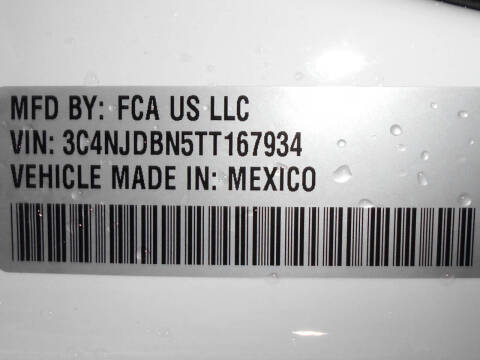 MFD BY: FCA US LLC
VIN: 3C4NJDBN5TT167934
VEHICLE MADE IN: MEXICO